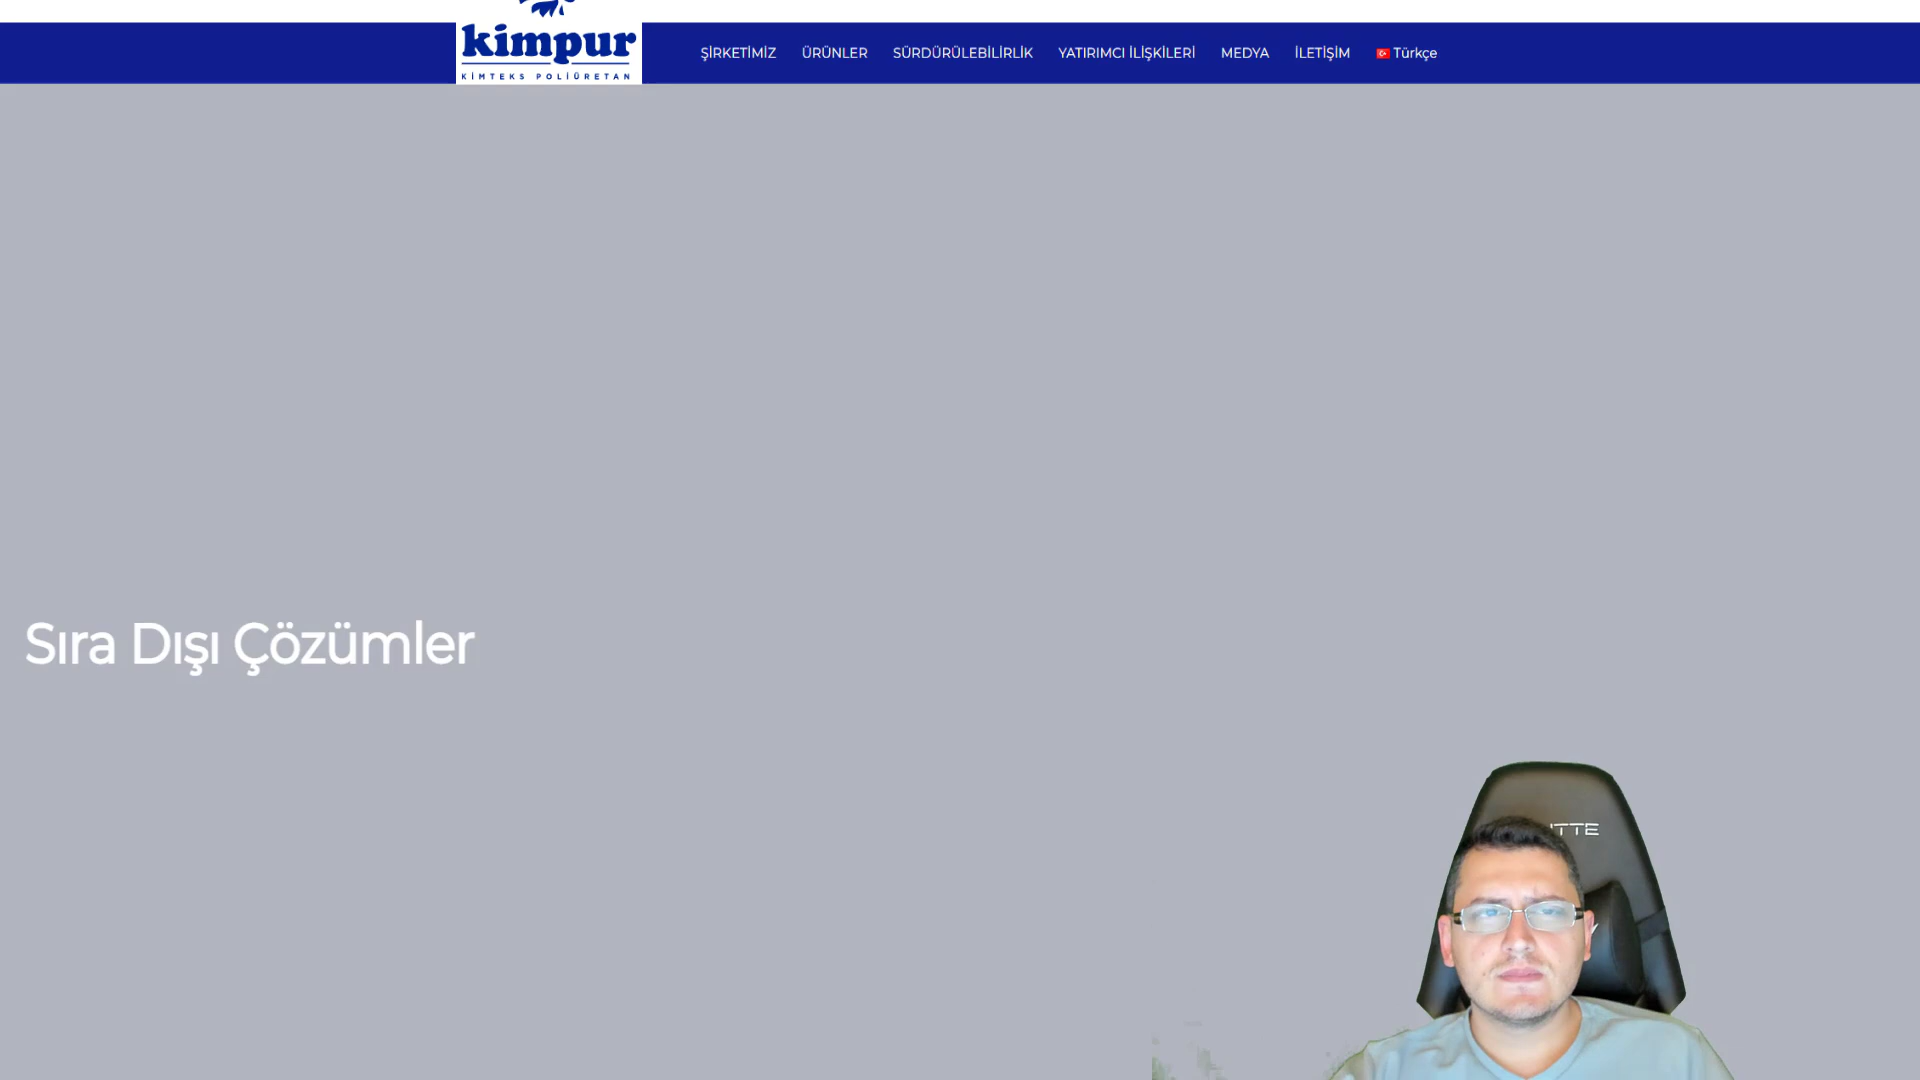 kimpur
KİMTEKS POLİÜRETAN
ŞİRKETİMİZ ÜRÜNLER SÜRDÜRÜLEBİLİRLİK YATIRIMCI İLİŞKİLERİ MEDYA İLETİŞİM Türkçe
Sıra Dışı Çözümler